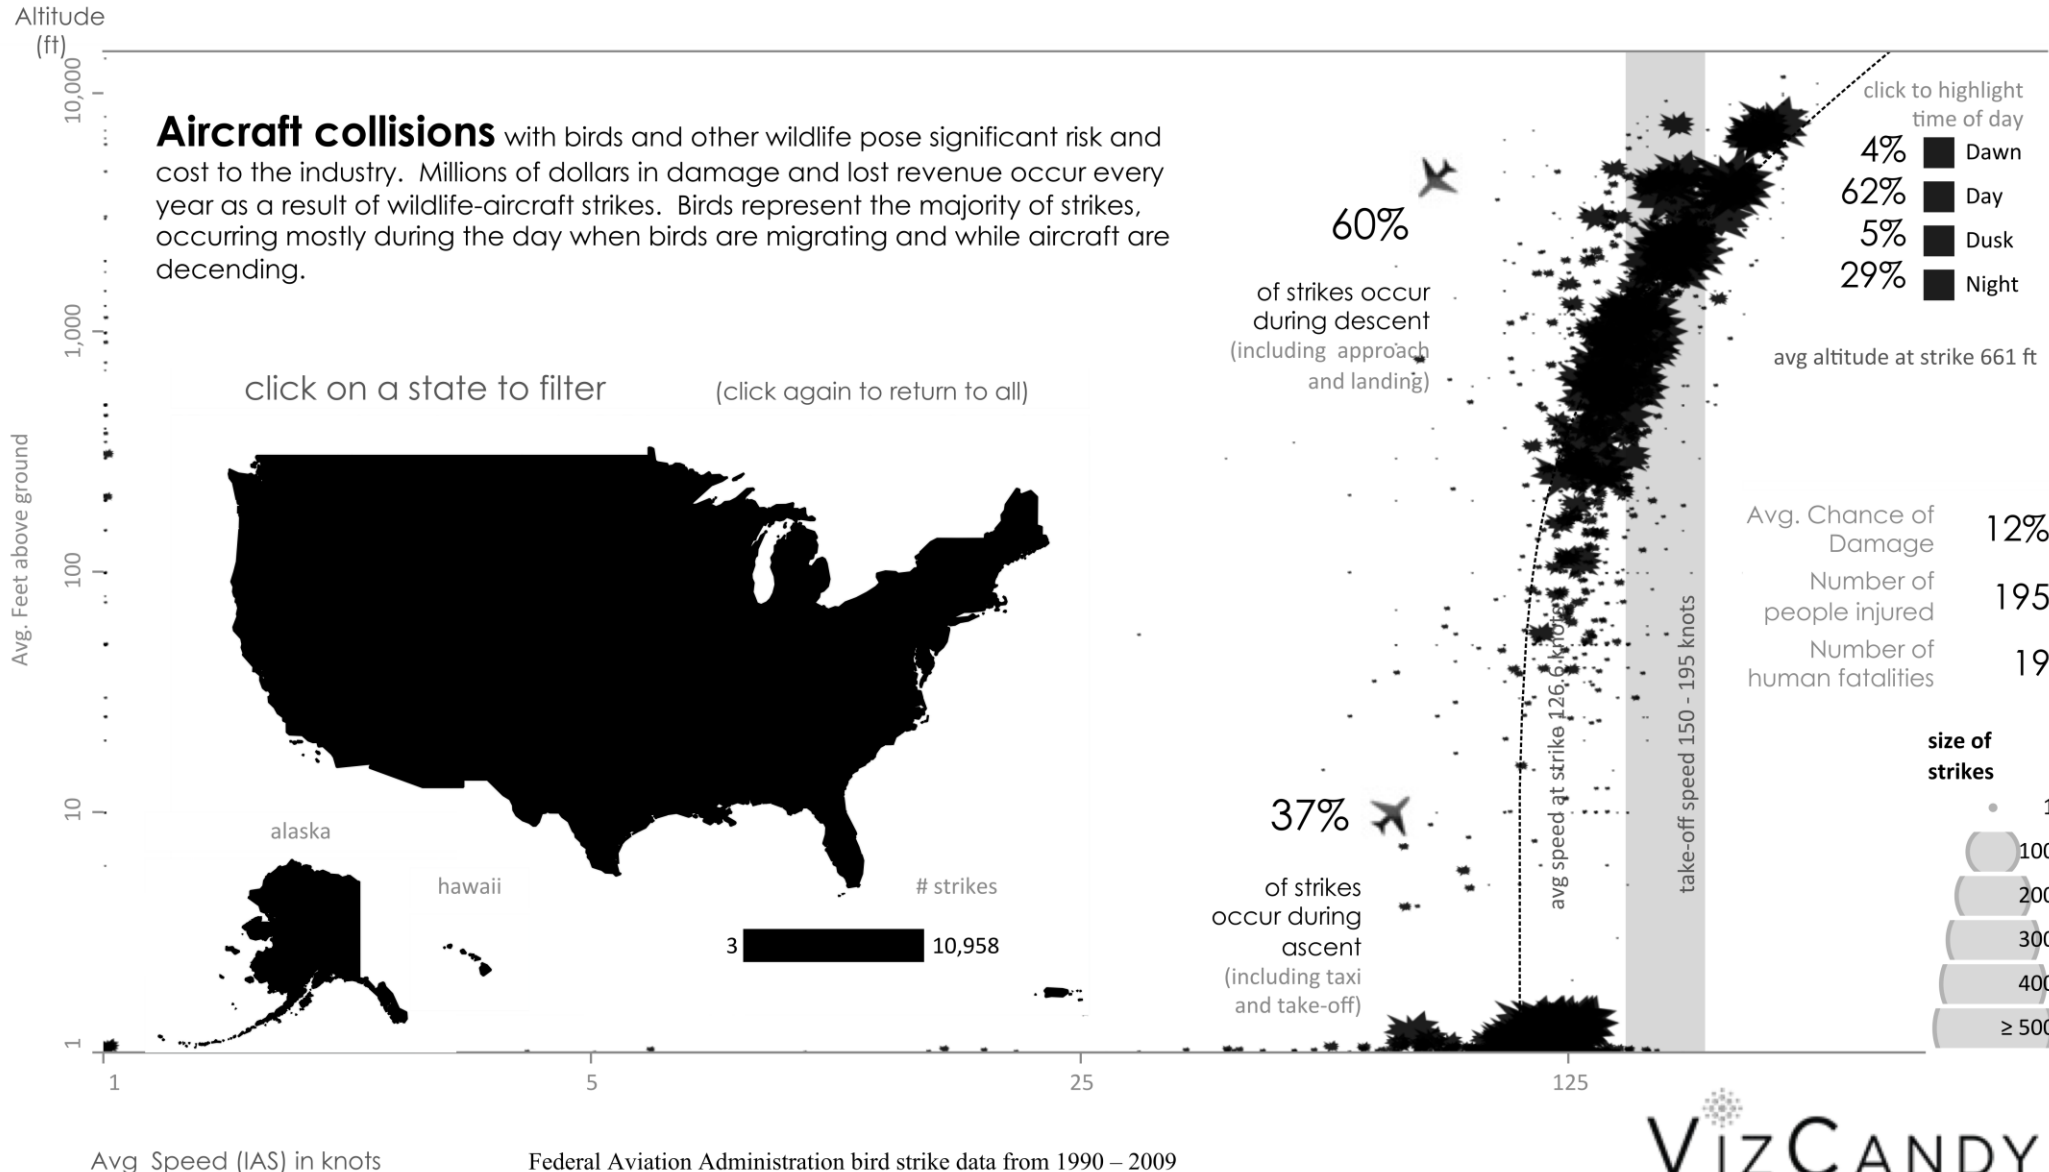 Altitude
(ft)
10,000
1,000
100
10
1
Avg. Feet above ground
Aircraft collisions with birds and other wildlife pose significant risk and
cost to the industry.  Millions of dollars in damage and lost revenue occur every
year as a result of wildlife-aircraft strikes.  Birds represent the majority of strikes,
occurring mostly during the day when birds are migrating and while aircraft are
decending.
click on a state to filter
(click again to return to all)
alaska
hawaii
# strikes
3
10,958
60%
of strikes occur
during descent
(including approach
and landing)
37%
of strikes
occur during
ascent
(including taxi
and take-off)
avg speed at strike 126.6 knots
take-off speed 150 - 195 knots
click to highlight
time of day
4% Dawn
62% Day
5% Dusk
29% Night
avg altitude at strike 661 ft
Avg. Chance of
Damage
12%
Number of
people injured
195
Number of
human fatalities
19
size of
strikes
1
100
200
300
400
≥ 500
1
5
25
125
Avg Speed (IAS) in knots
Federal Aviation Administration bird strike data from 1990 – 2009
VIZCANDY